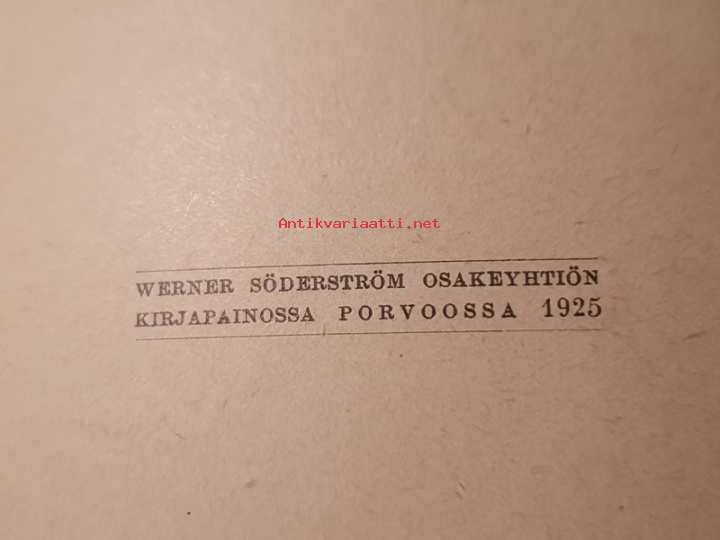 Antikvariaatti.net
WERNER SÖDERSTRÖM OSAKEYHTIÖN
KIRJAPAINOSSA PORVOOSSA 1925